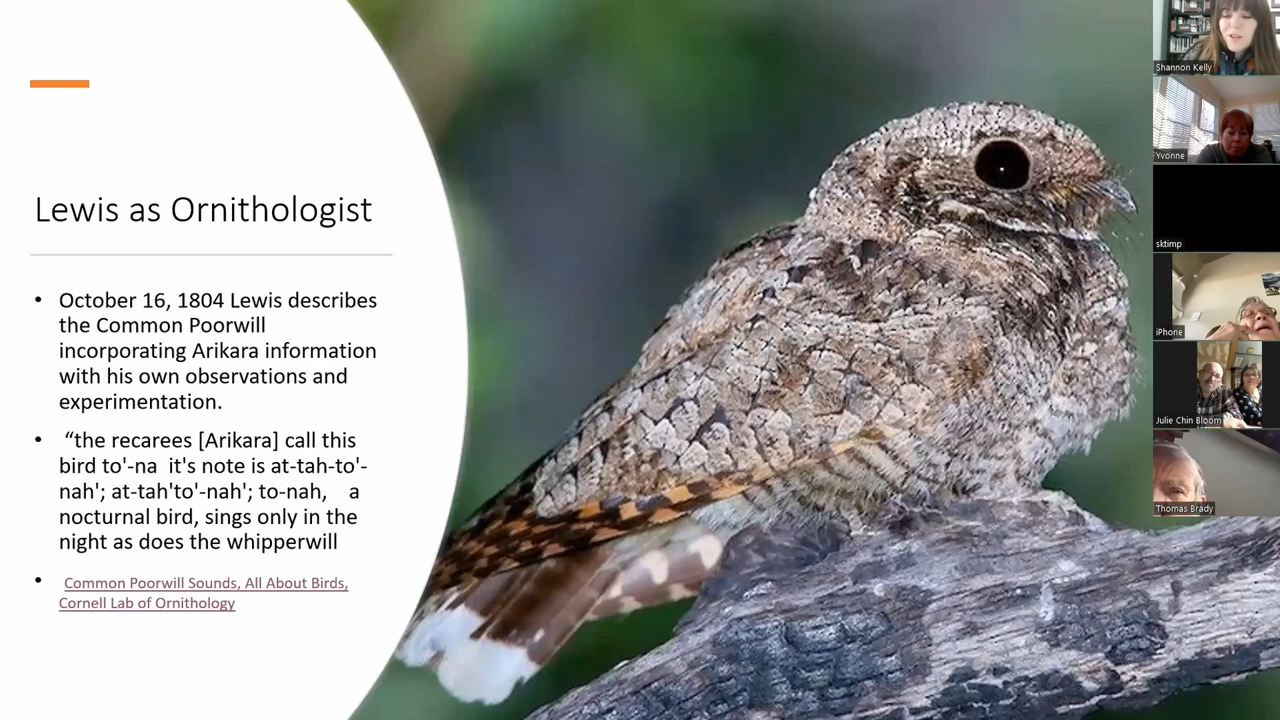 Lewis as Ornithologist
• October 16, 1804 Lewis describes
the Common Poorwill
incorporating Arikara information
with his own observations and
experimentation.
• “the recarees [Arikara] call this
bird to'-na it's note is at-tah-to'-
nah'; at-tah'to'-nah'; to-nah, a
nocturnal bird, sings only in the
night as does the whipperwill
• Common Poorwill Sounds, All About Birds,
Cornell Lab of Ornithology
Shannon Kelly
Yvonne
sktimp
iPhone
Julie Chin Bloom
Thomas Brady